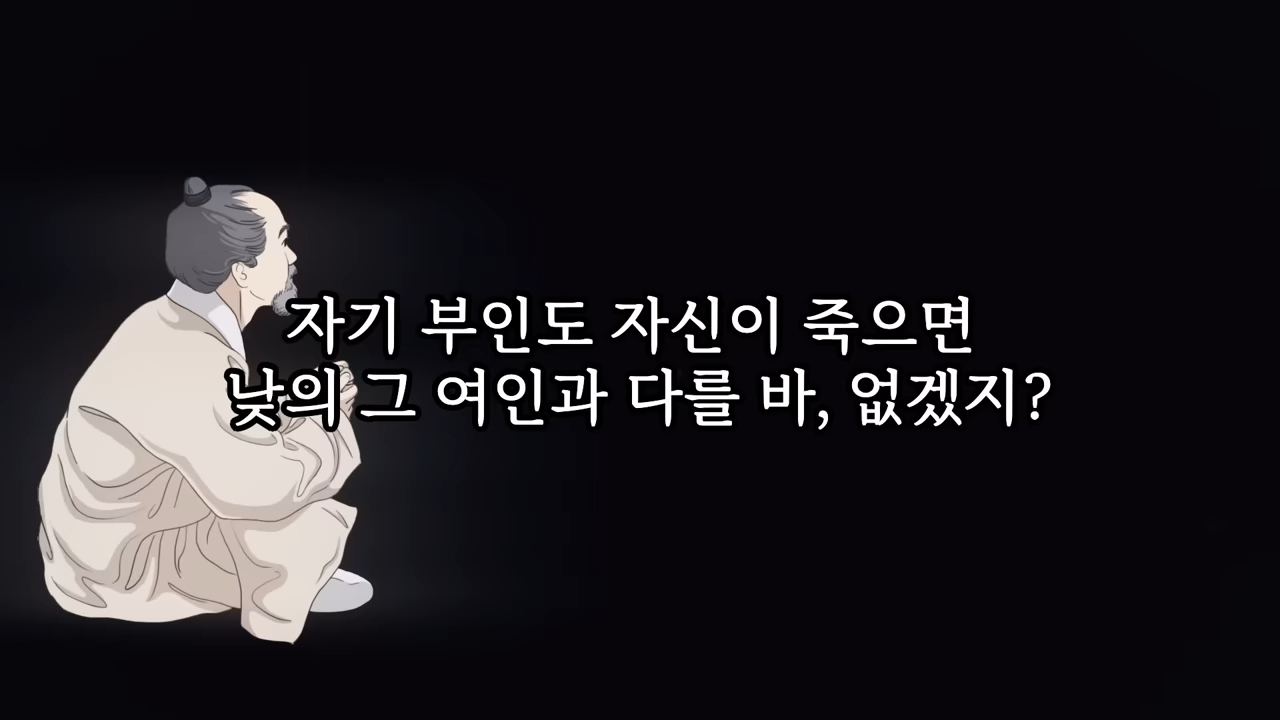 자기 부인도 자신이 죽으면
낮의 그 여인과 다를 바, 없겠지?